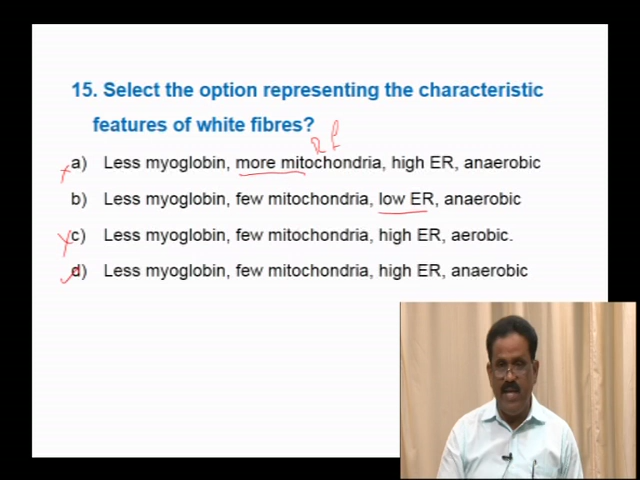 15. Select the option representing the characteristic
features of white fibres?
R f
a) Less myoglobin, more mitochondria, high ER, anaerobic
b) Less myoglobin, few mitochondria, low ER, anaerobic
c) Less myoglobin, few mitochondria, high ER, aerobic.
d) Less myoglobin, few mitochondria, high ER, anaerobic